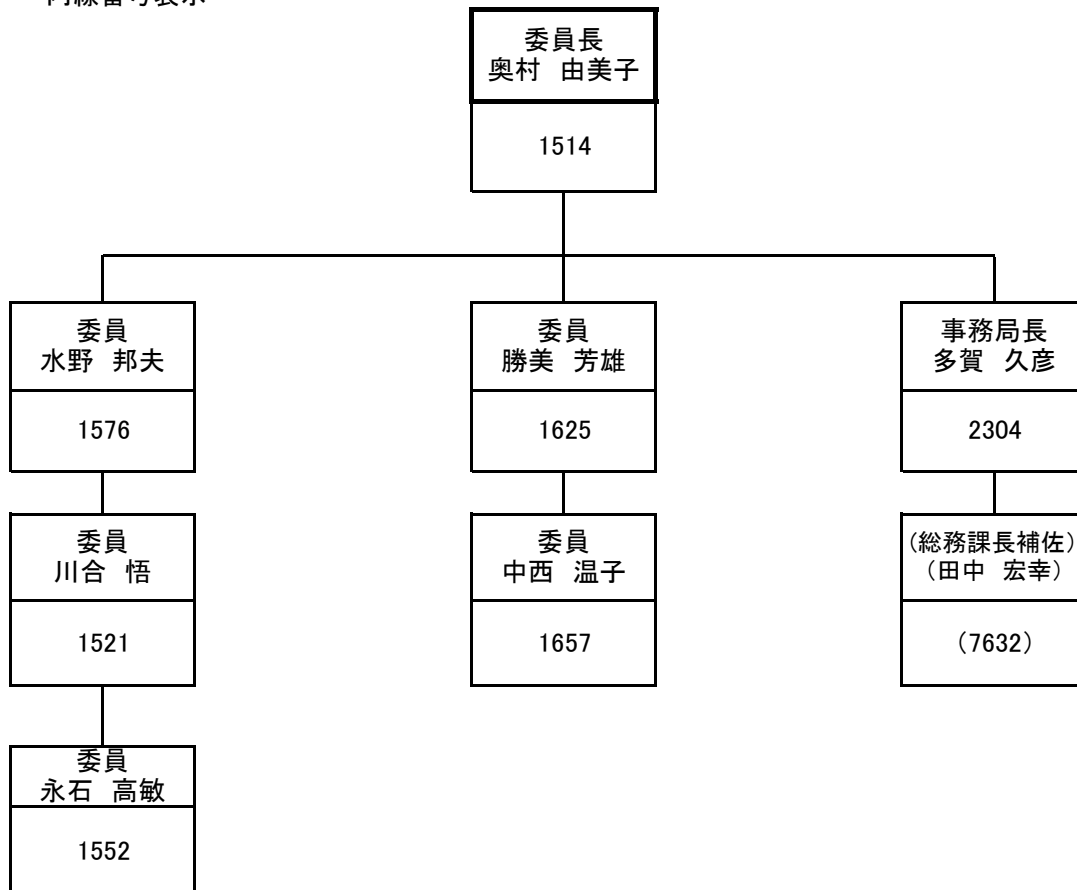 内線番号表示
委員長
奥村 由美子
1514
委員
水野 邦夫
1576
委員
勝美 芳雄
1625
事務局長
多賀 久彦
2304
委員
川合 悟
1521
委員
中西 温子
1657
(総務課長補佐)
(田中 宏幸)
(7632)
委員
永石 高敏
1552